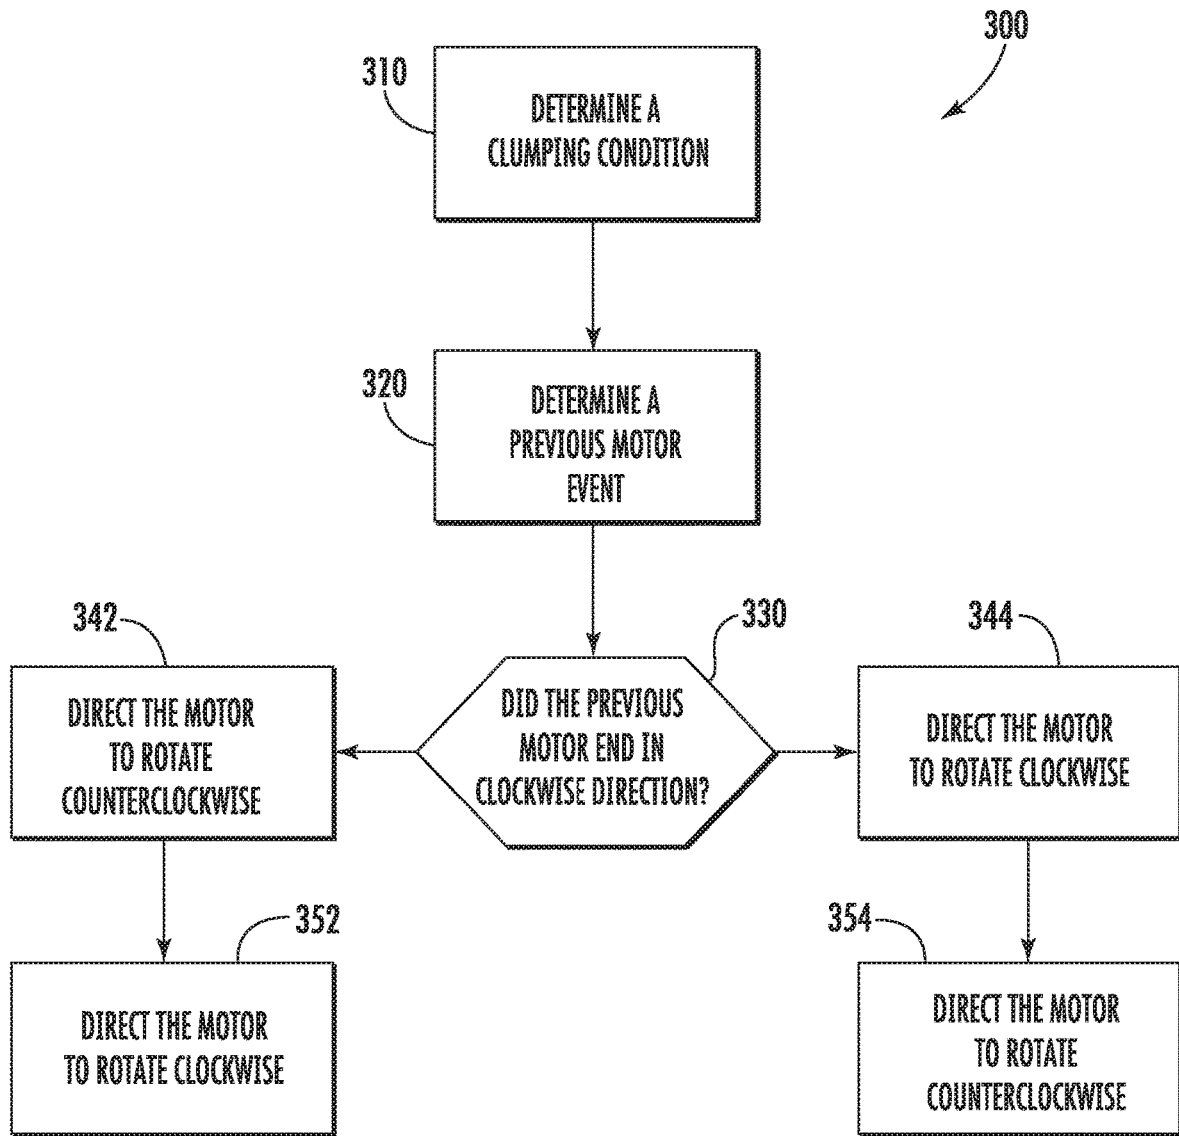 300
310
DETERMINE A
CLUMPING CONDITION
320
DETERMINE A
PREVIOUS MOTOR
EVENT
342
330
344
DIRECT THE MOTOR
TO ROTATE
COUNTERCLOCKWISE
DID THE PREVIOUS
MOTOR END IN
CLOCKWISE DIRECTION?
DIRECT THE MOTOR
TO ROTATE CLOCKWISE
352
354
DIRECT THE MOTOR
TO ROTATE CLOCKWISE
DIRECT THE MOTOR
TO ROTATE
COUNTERCLOCKWISE